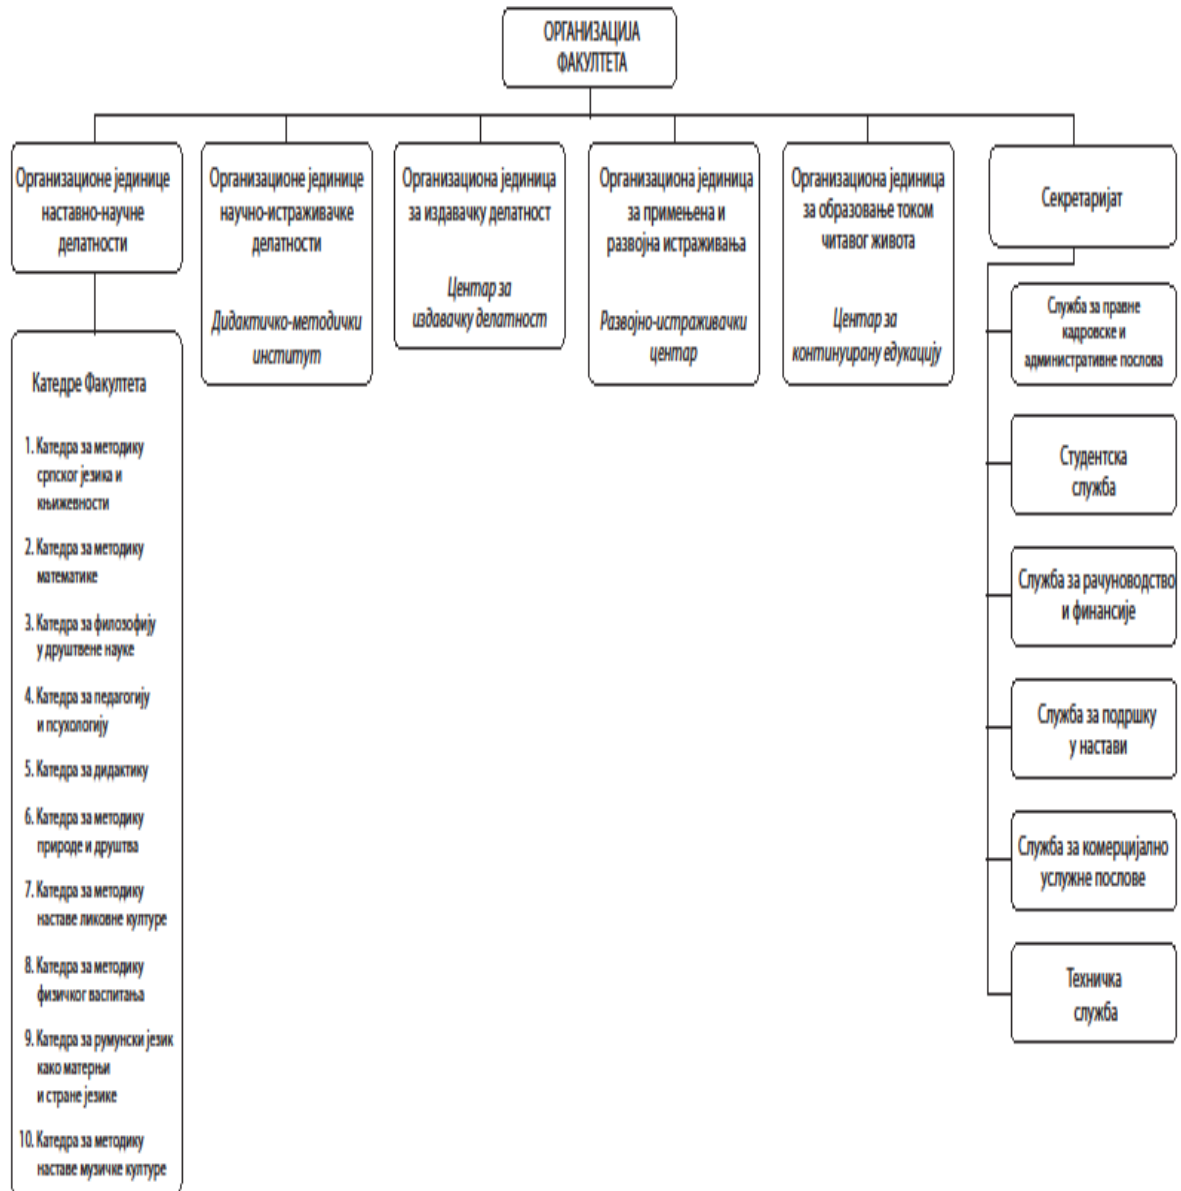 ОРГАНИЗАЦИЈА
ФАКУЛТЕТА
Организационе јединице
наставно-научне
делатности
Организационе јединице
научно-истраживачке
делатности
Дидактичко-методички
институт
Организациона јединица
за издавачку делатност
Центар за
издавачку делатност
Организациона јединица
за примењена и
развојна истраживања
Развојно-истраживачки
центар
Организациона јединица
за образовање током
читавог живота
Центар за
континуирану едукацију
Секретаријат
Катедре Факултета
1. Катедра за методику
српског језика и
књижевности
2. Катедра за методику
математике
3. Катедра за филозофију
у друштвене науке
4. Катедра за педагогију
и психологију
5. Катедра за дидактику
6. Катедра за методику
природе и друштва
7. Катедра за методику
наставе ликовне културе
8. Катедра за методику
физичког васпитања
9. Катедра за румунски језик
како матерњи
и стране језике
10. Катедра за методику
наставе музичке културе
Служба за правне
кадровске и
административне послова
Студентска
служба
Служба за рачуноводство
и финансије
Служба за подршку
у настави
Служба за комерцијално
услужне послове
Техничка
служба